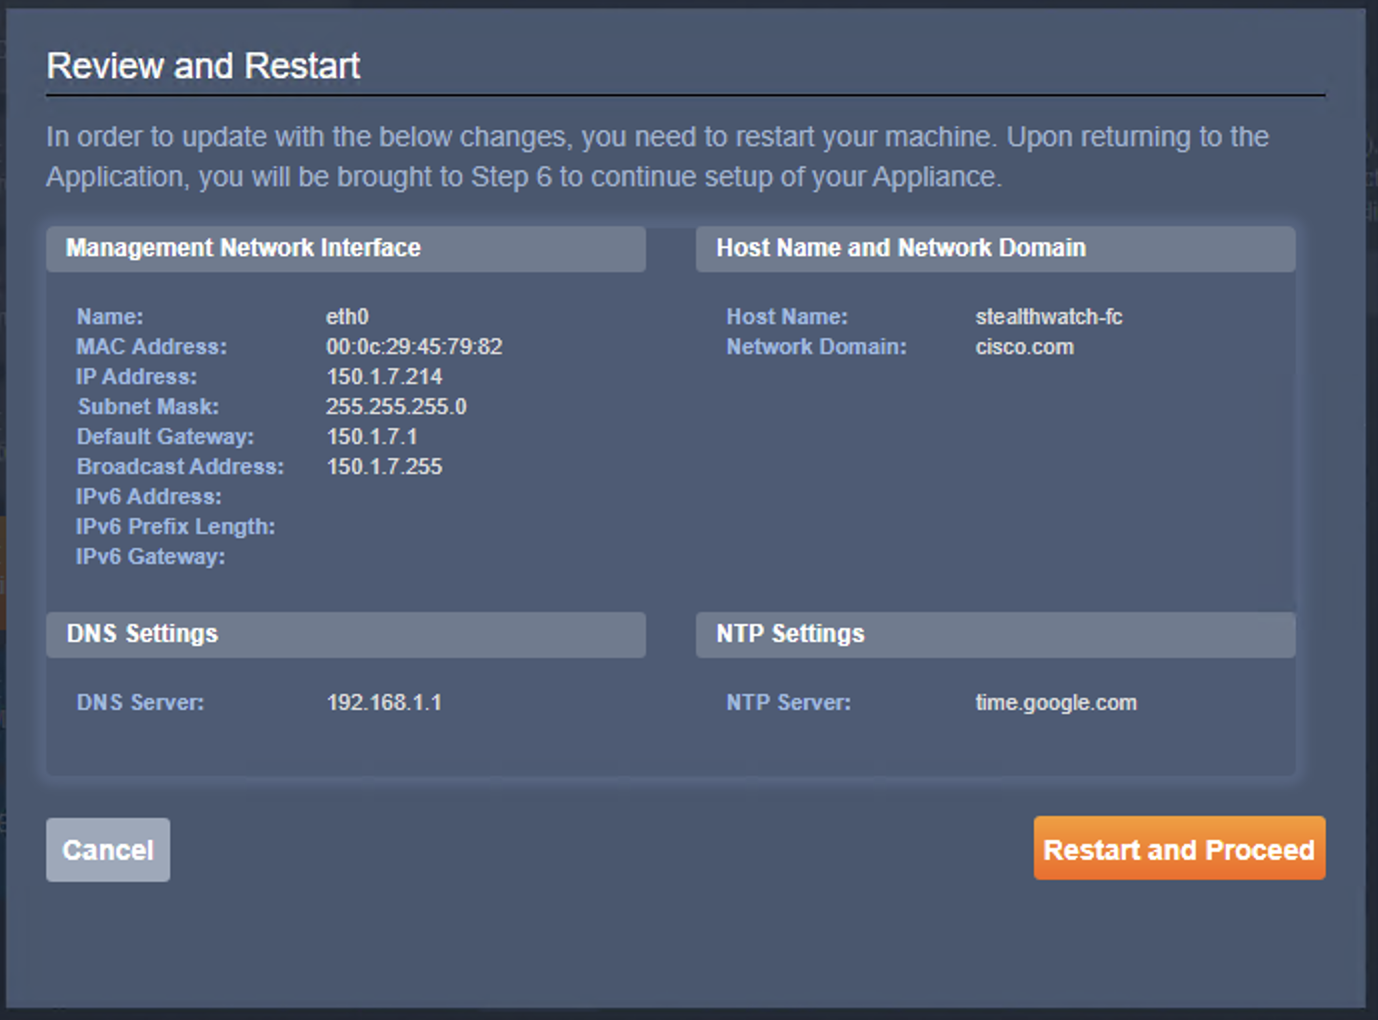 Review and Restart
In order to update with the below changes, you need to restart your machine. Upon returning to the
Application, you will be brought to Step 6 to continue setup of your Appliance.
Management Network Interface
Name: eth0
MAC Address: 00:0c:29:45:79:82
IP Address: 150.1.7.214
Subnet Mask: 255.255.255.0
Default Gateway: 150.1.7.1
Broadcast Address: 150.1.7.255
IPv6 Address:
IPv6 Prefix Length:
IPv6 Gateway:
Host Name and Network Domain
Host Name: stealthwatch-fc
Network Domain: cisco.com
DNS Settings
DNS Server: 192.168.1.1
NTP Settings
NTP Server: time.google.com
Cancel
Restart and Proceed